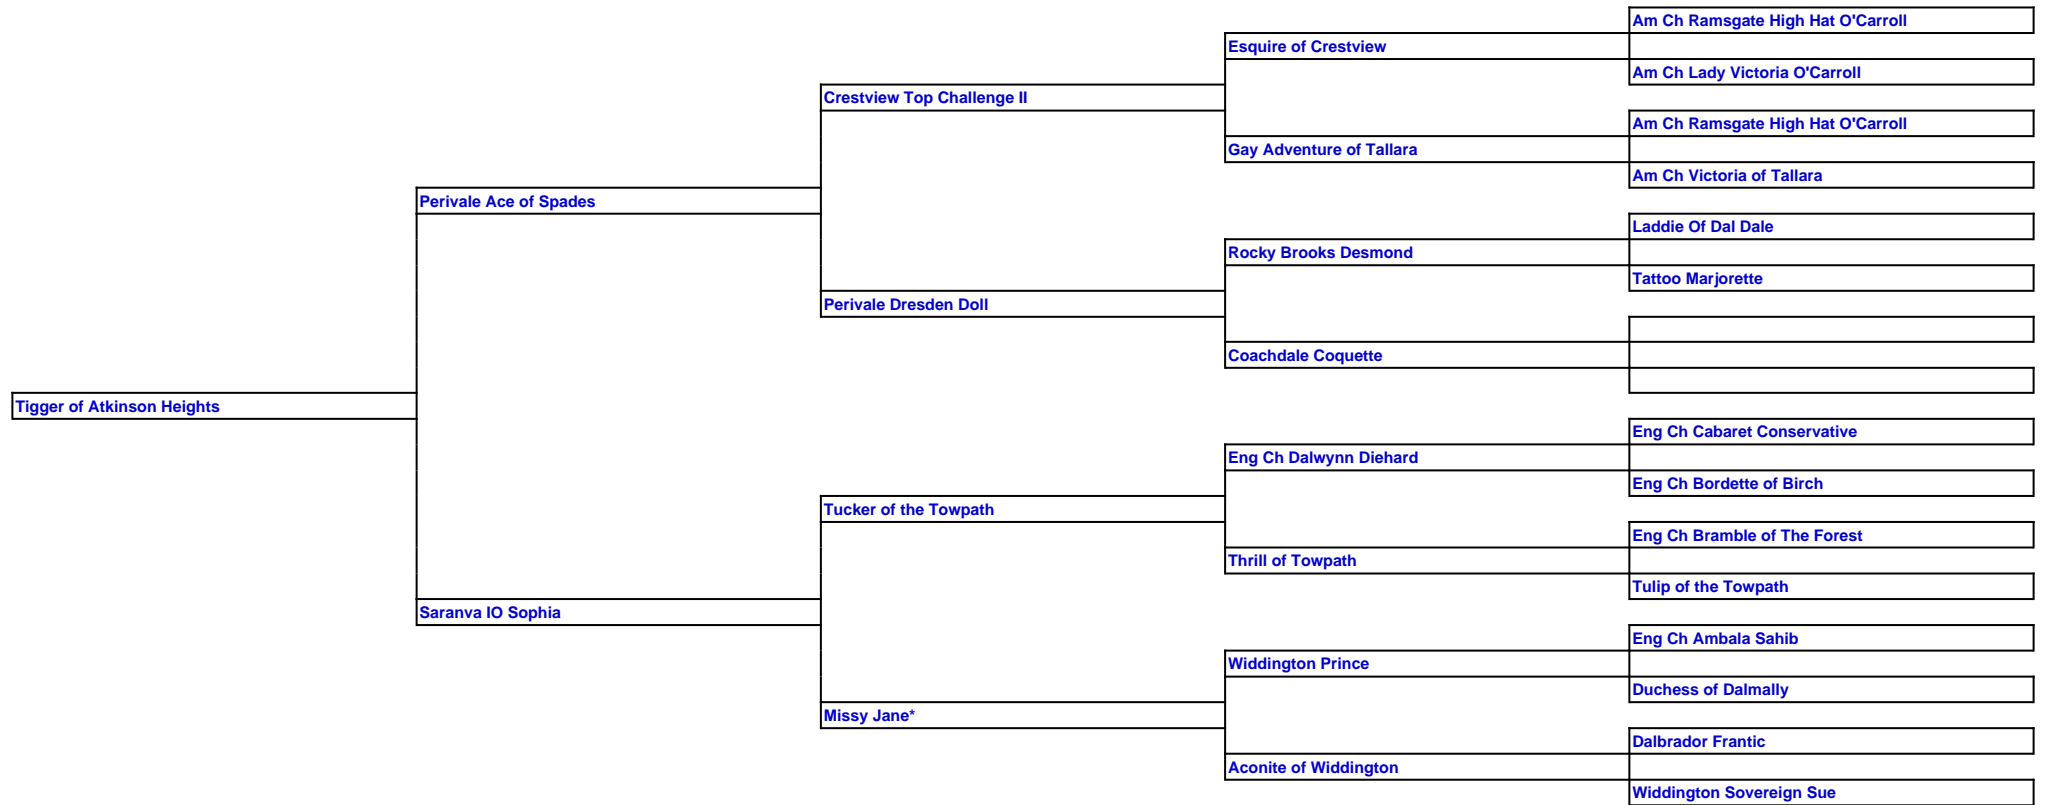 Am Ch Ramsgate High Hat O'Carroll
Esquire of Crestview
Am Ch Lady Victoria O'Carroll
Crestview Top Challenge II
Am Ch Ramsgate High Hat O'Carroll
Gay Adventure of Tallara
Am Ch Victoria of Tallara
Perivale Ace of Spades
Laddie Of Dal Dale
Rocky Brooks Desmond
Tattoo Marjorette
Perivale Dresden Doll
Coachdale Coquette
Tigger of Atkinson Heights
Eng Ch Cabaret Conservative
Eng Ch Dalwynn Diehard
Eng Ch Bordette of Birch
Tucker of the Towpath
Eng Ch Bramble of The Forest
Thrill of Towpath
Tulip of the Towpath
Saranva IO Sophia
Eng Ch Ambala Sahib
Widdington Prince
Duchess of Dalmally
Missy Jane*
Dalbrador Frantic
Aconite of Widdington
Widdington Sovereign Sue